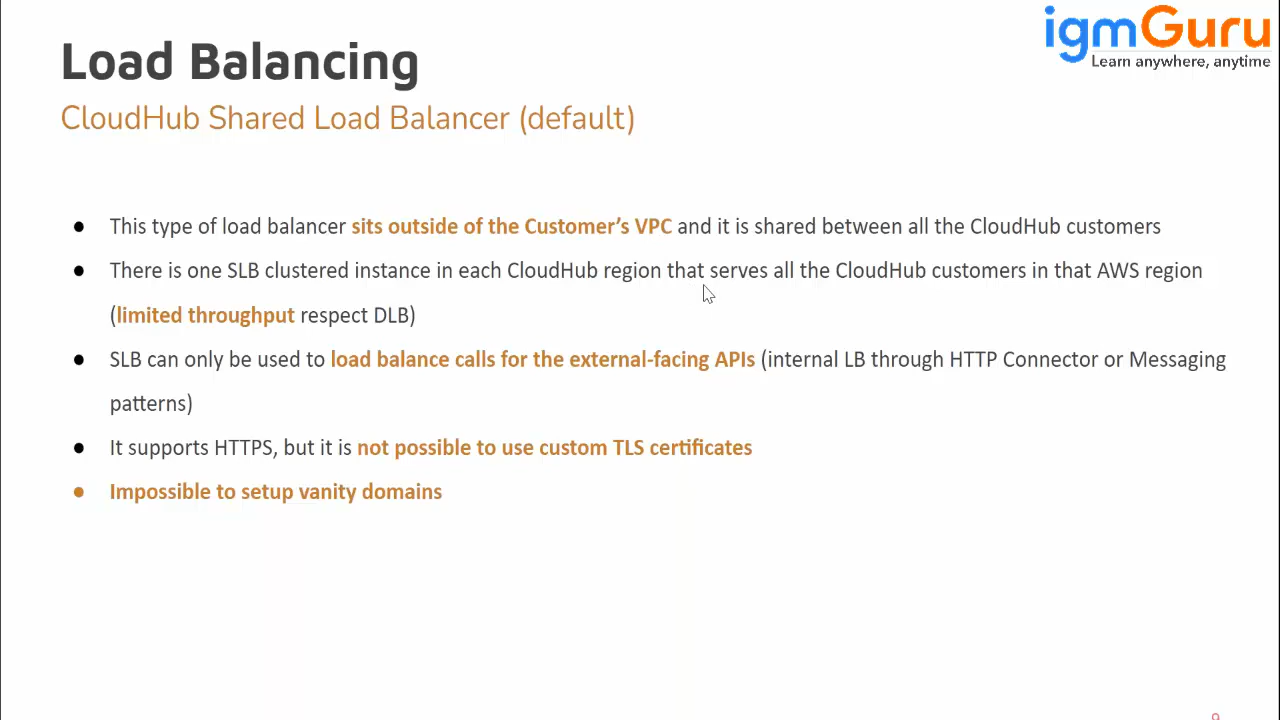 igmGuru
Learn anywhere, anytime
Load Balancing
CloudHub Shared Load Balancer (default)
● This type of load balancer sits outside of the Customer's VPC and it is shared between all the CloudHub customers
● There is one SLB clustered instance in each CloudHub region that serves all the CloudHub customers in that AWS region
(limited throughput respect DLB)
● SLB can only be used to load balance calls for the external-facing APIs (internal LB through HTTP Connector or Messaging
patterns)
● It supports HTTPS, but it is not possible to use custom TLS certificates
● Impossible to setup vanity domains